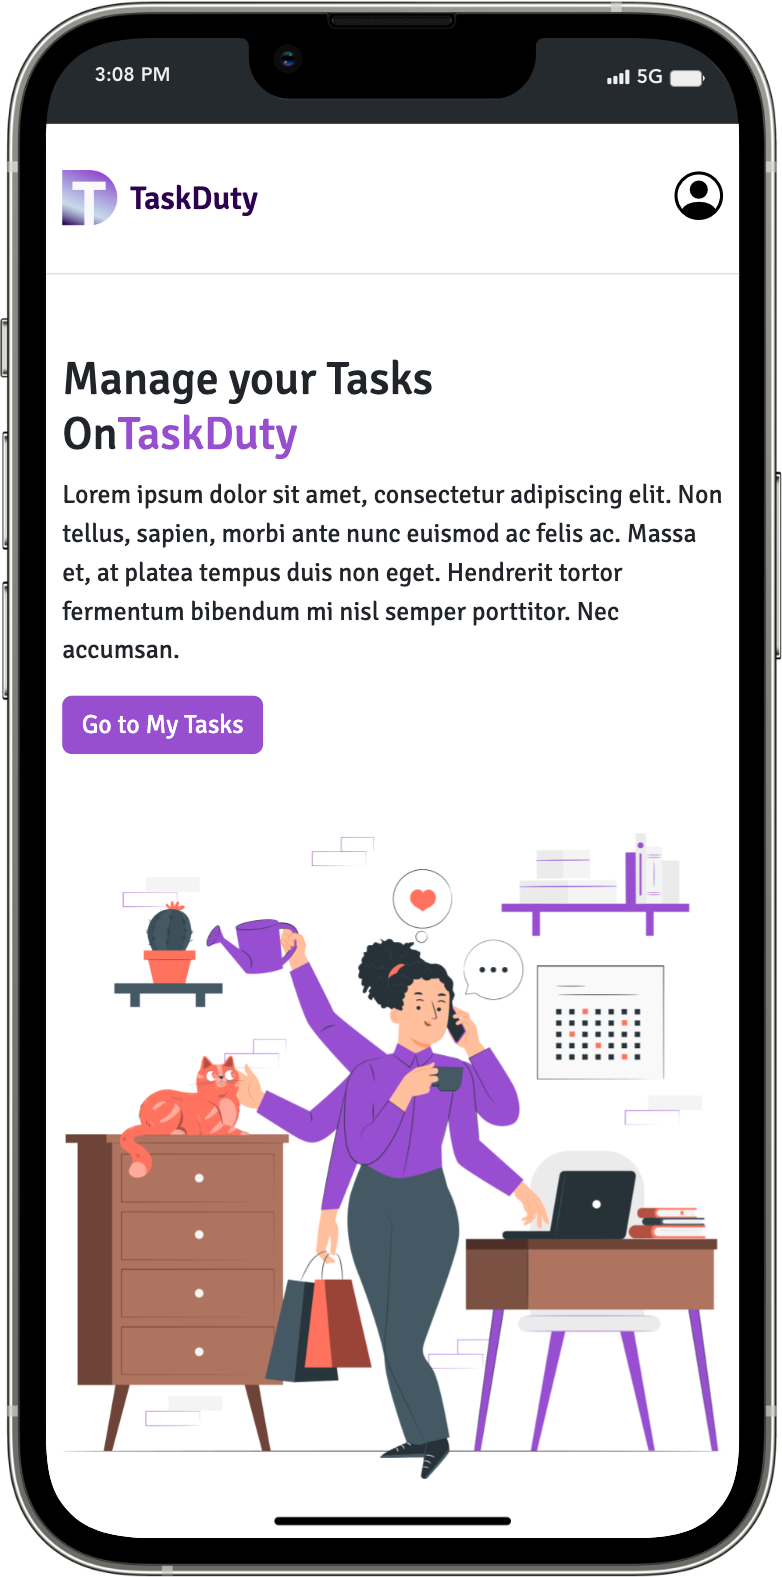 3:08 PM
5G
T TaskDuty
Manage your Tasks
OnTaskDuty
Lorem ipsum dolor sit amet, consectetur adipiscing elit. Non
tellus, sapien, morbi ante nunc euismod ac felis ac. Massa
et, at platea tempus duis non eget. Hendrerit tortor
fermentum bibendum mi nisl semper porttitor. Nec
accumsan.
Go to My Tasks